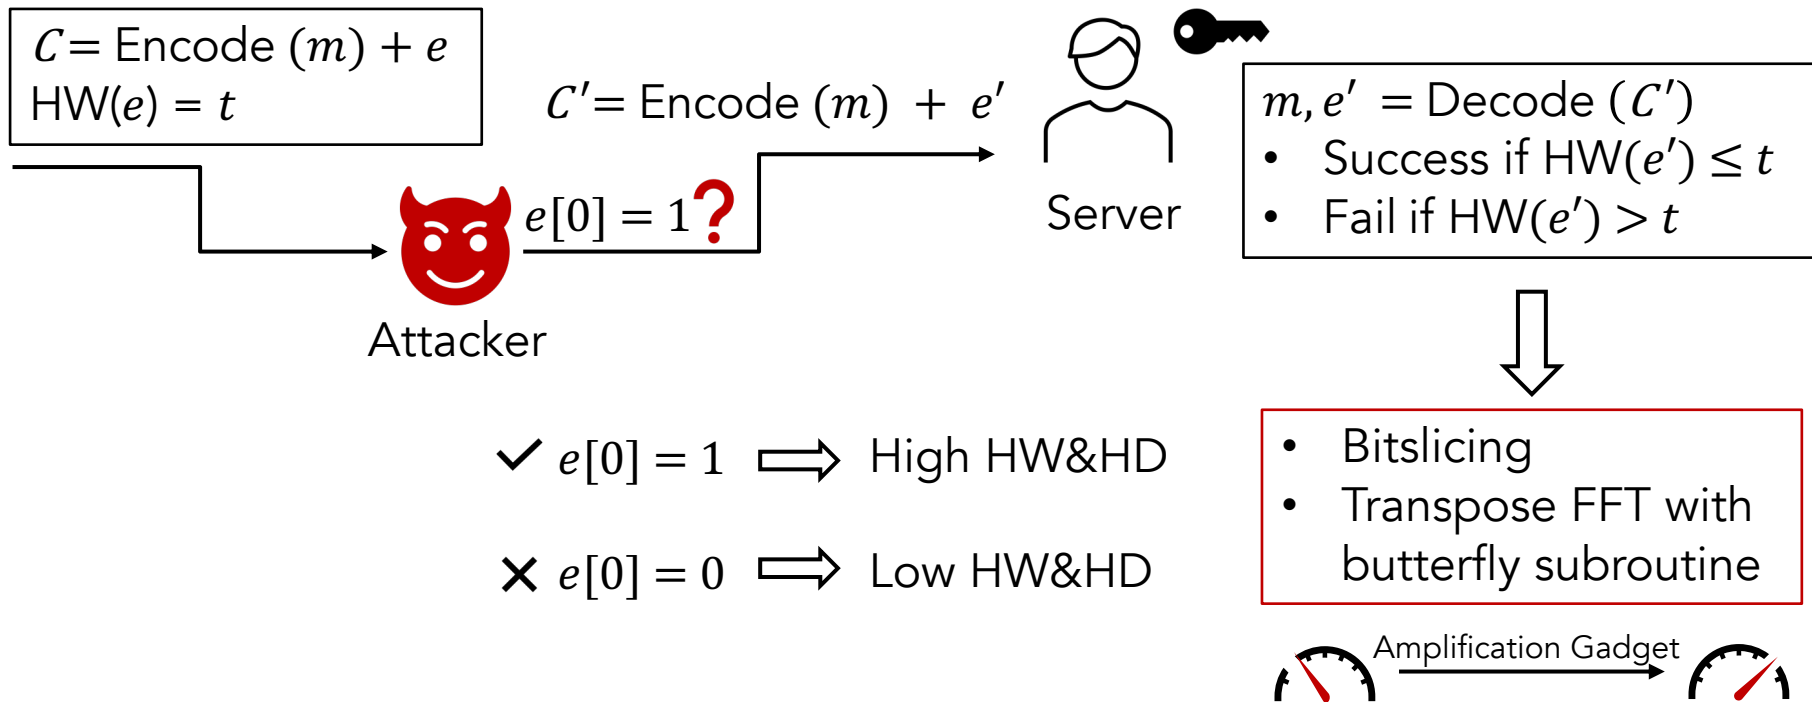 C = Encode (m) + e
HW(e) = t
C′ = Encode (m) + e′
m, e′ = Decode (C′)
• Success if HW(e′) ≤ t
• Fail if HW(e′) > t
e[0] = 1?
Server
Attacker
✓ e[0] = 1 ⇒ High HW&HD
✕ e[0] = 0 ⇒ Low HW&HD
• Bitslicing
• Transpose FFT with
butterfly subroutine
Amplification Gadget